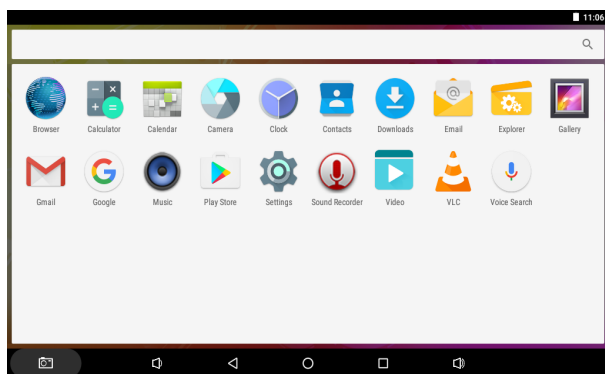 11:06
Browser Calculator Calendar Camera Clock Contacts Downloads Email Explorer Gallery
Gmail Google Music Play Store Settings Sound Recorder Video VLC Voice Search